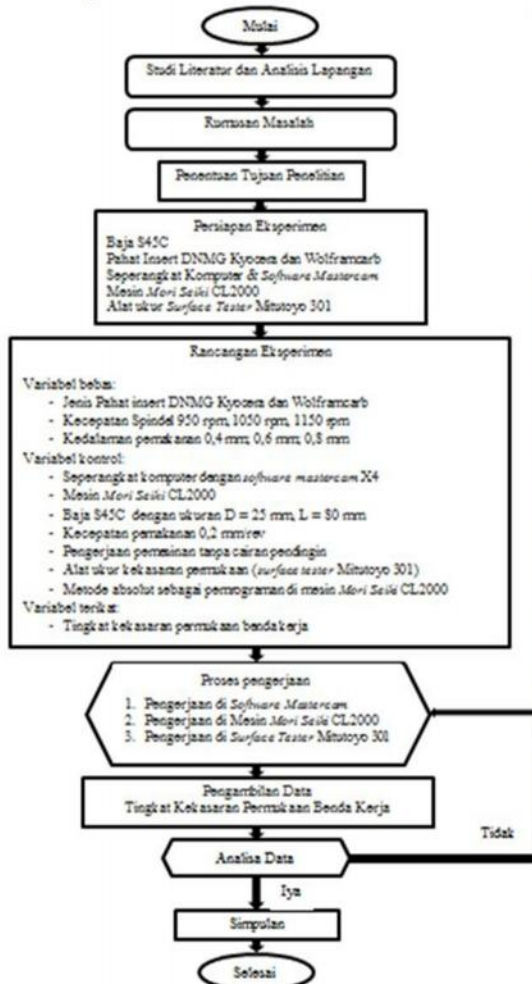 Mulai
Studi Literatur dan Analisis Lapangan
Rumusan Masalah
Penentuan Tujuan Penelitian
Persiapan Eksperimen
Baja S45C
Pahat Insert DNMG Kyocera dan Wolframcarb
Seperangkat Komputer & Software Mastercam
Mesin Mori Seiki CL2000
Alat ukur Surface Tester Mitutoyo 301
Rancangan Eksperimen
Variabel bebas:
- Jenis Pahat insert DNMG Kyocera dan Wolframcarb
- Kecepatan Spindel 950 rpm, 1050 rpm, 1150 rpm
- Kedalaman pemakanan 0,4 mm; 0,6 mm; 0,8 mm
Variabel kontrol:
- Seperangkat komputer dengan software mastercam X4
- Mesin Mori Seiki CL2000
- Baja S45C dengan ukuran D = 25 mm, L = 80 mm
- Kecepatan pemakanan 0,2 mm/rev
- Pengerjaan pemesinan tanpa cairan pendingin
- Alat ukur kekasaran permukaan (surface tester Mitutoyo 301)
- Metode absolut sebagai pemrograman di mesin Mori Seiki CL2000
Variabel terikat:
- Tingkat kekasaran permukaan benda kerja
Proses pengerjaan
1. Pengerjaan di Software Mastercam
2. Pengerjaan di Mesin Mori Seiki CL2000
3. Pengerjaan di Surface Tester Mitutoyo 301
Pengambilan Data
Tingkat Kekasaran Permukaan Benda Kerja
Tidak
Analisa Data
Iya
Simpulan
Selesai